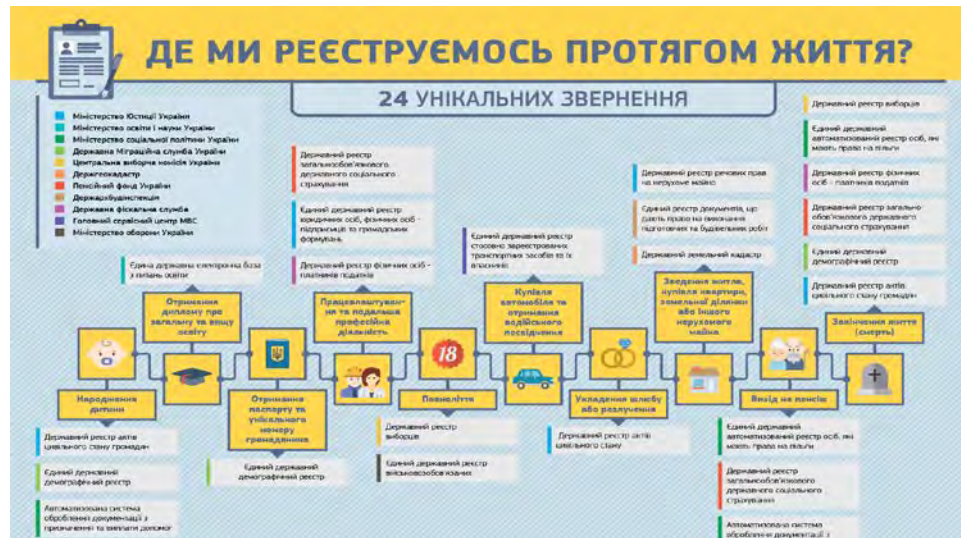 ДЕ МИ РЕЄСТРУЄМОСЬ ПРОТЯГОМ ЖИТТЯ?
24 УНІКАЛЬНИХ ЗВЕРНЕННЯ
Міністерство Юстиції України
Міністерство освіти і науки України
Міністерство соціальної політики України
Державна Міграційна служба України
Центральна виборча комісія України
Держгеокадастр
Пенсійний фонд України
Держархбудінспекція
Державна фіскальна служба
Головний сервісний центр МВС
Міністерство оборони України
Єдина державна електронна база
з питань освіти
Державний реєстр
загальнообов'язкового
державного соціального
страхування
Єдиний державний реєстр
юридичних осіб, фізичних осіб -
підприємців та громадських
формувань
Державний реєстр фізичних осіб -
платників податків
Єдиний державний реєстр
стосовно зареєстрованих
транспортних засобів та їх
власників
Державний реєстр речових прав
на нерухоме майно
Єдиний реєстр документів, що
дають право на виконання
підготовчих та будівельних робіт
Державний земельний кадастр
Державний реєстр виборців
Єдиний державний
автоматизований реєстр осіб, які
мають право на пільги
Державний реєстр фізичних
осіб - платників податків
Державний реєстр загально-
обов'язкового державного
соціального страхування
Єдиний державний
демографічний реєстр
Державний реєстр актів
цивільного стану громадян
Отримання
диплому про
загальну та вищу
освіту
Працевлаштуван-
ня та подальша
професійна
діяльність
Купівля
автомобіля та
отримання
водійського
посвідчення
Зведення житла,
купівля квартири,
земельної ділянки
або іншого
нерухомого
майна
Закінчення життя
(смерть)
18
Народження
дитини
Отримання
паспорту та
унікального
номеру
громадянина
Повноліття
Укладення шлюбу
або розлучення
Вихід на пенсію
Державний реєстр актів
цивільного стану громадян
Єдиний державний
демографічний реєстр
Автоматизована система
оброблення документації з
призначення та виплати допомог
Єдиний державний
демографічний реєстр
Державний реєстр
виборців
Єдиний державний реєстр
військовозобов'язаних
Державний реєстр актів
цивільного стану
Єдиний державний
автоматизований реєстр осіб, які
мають право на пільги
Державний реєстр
загальнообов'язкового
державного соціального
страхування
Автоматизована система
оброблення документації з